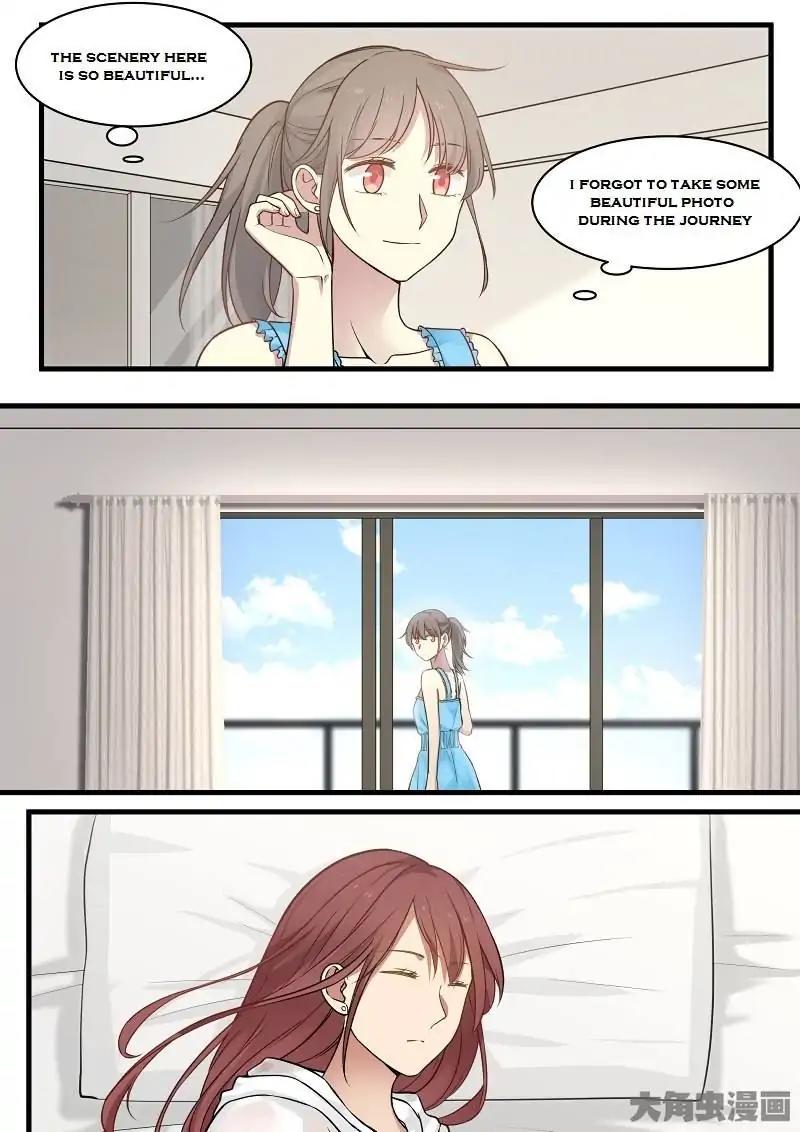 THE SCENERY HERE
IS SO BEAUTIFUL...
I FORGOT TO TAKE SOME
BEAUTIFUL PHOTO
DURING THE JOURNEY
大角虫漫画